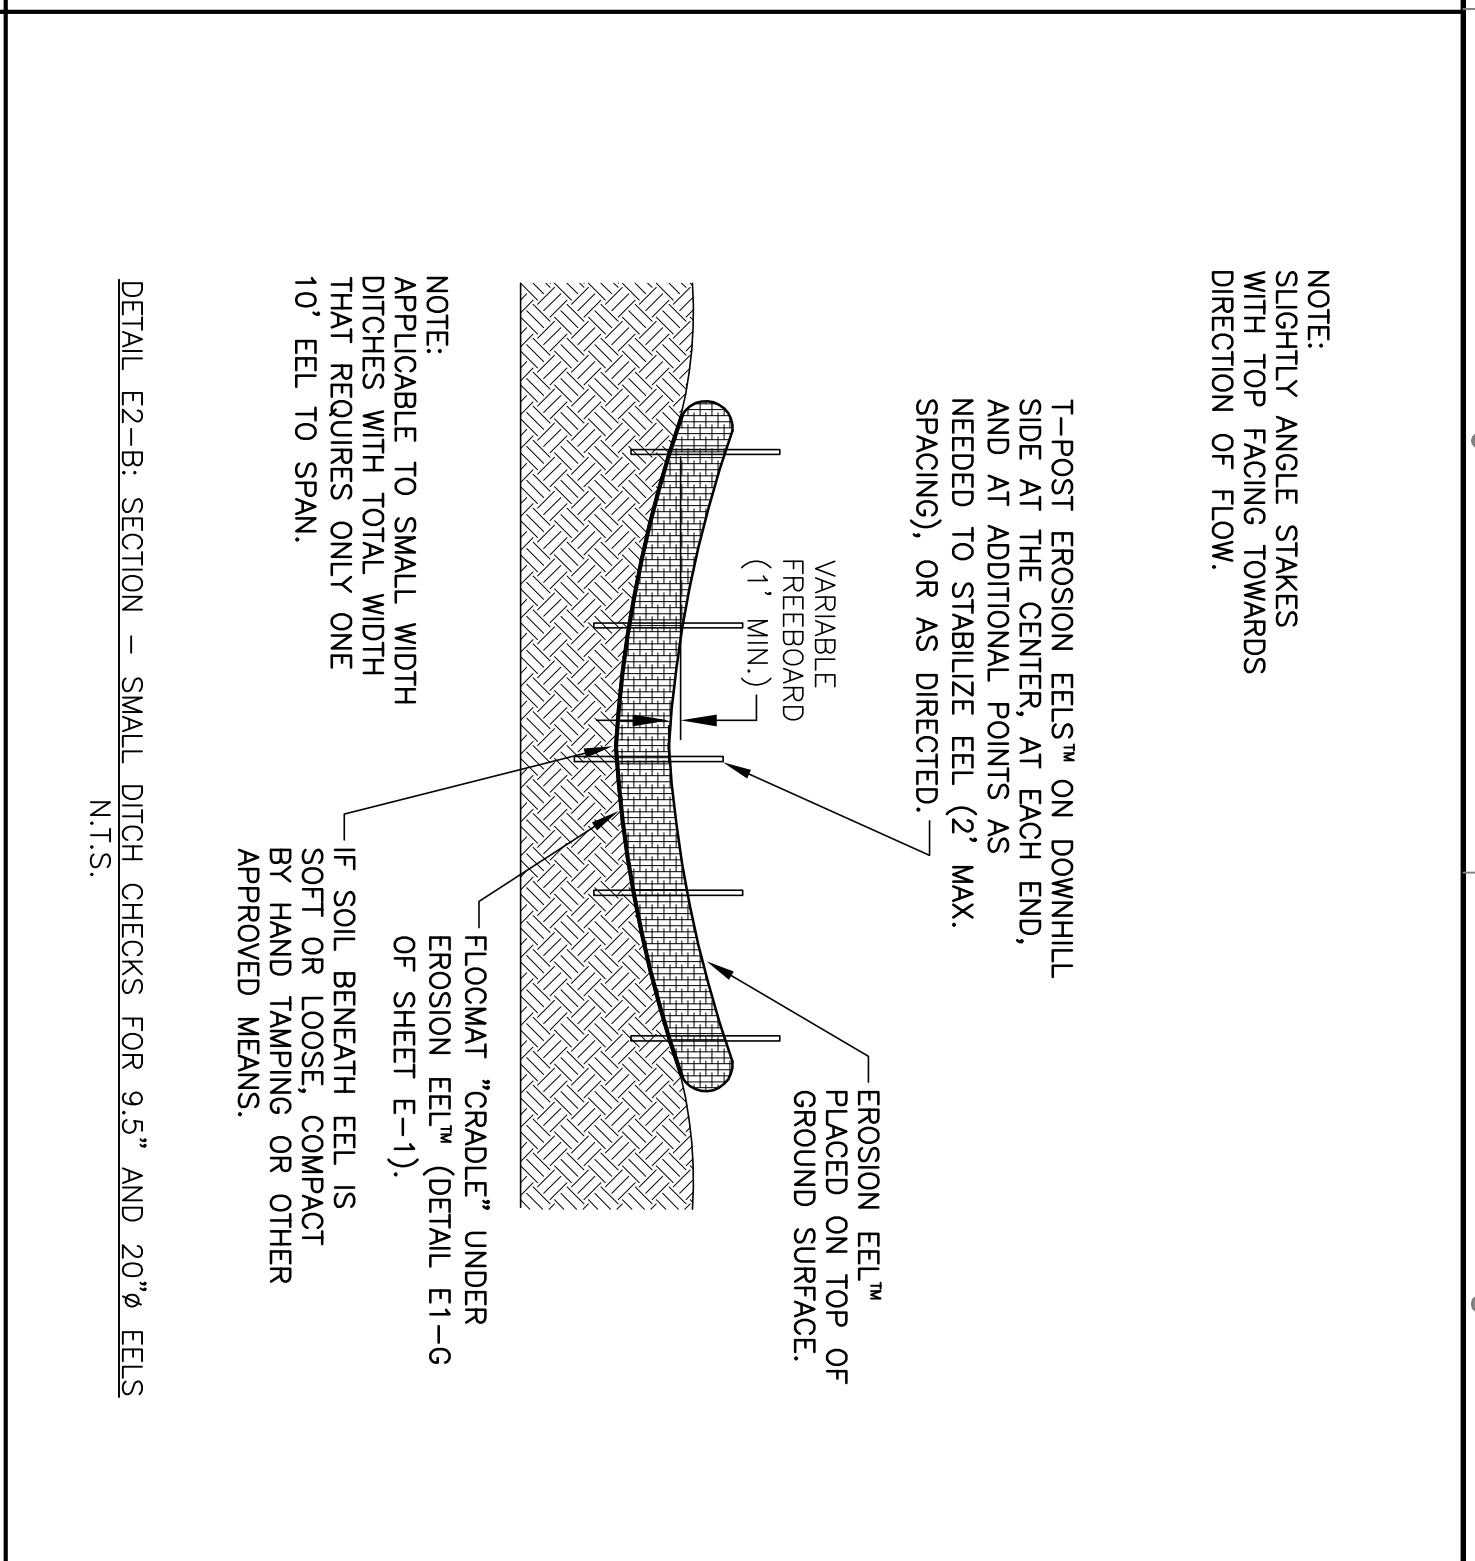 NOTE:
SLIGHTLY ANGLE STAKES
WITH TOP FACING TOWARDS
DIRECTION OF FLOW.
T-POST EROSION EELS™ ON DOWNHILL
SIDE AT THE CENTER, AT EACH END,
AND AT ADDITIONAL POINTS AS
NEEDED TO STABILIZE EEL (2' MAX.
SPACING), OR AS DIRECTED.
VARIABLE
FREEBOARD
(1' MIN.)
EROSION EEL™
PLACED ON TOP OF
GROUND SURFACE.
NOTE:
APPLICABLE TO SMALL WIDTH
DITCHES WITH TOTAL WIDTH
THAT REQUIRES ONLY ONE
10' EEL TO SPAN.
FLOCMAT "CRADLE" UNDER
EROSION EEL™ (DETAIL E1-G
OF SHEET E-1).
IF SOIL BENEATH EEL IS
SOFT OR LOOSE, COMPACT
BY HAND TAMPING OR OTHER
APPROVED MEANS.
DETAIL E2-B: SECTION - SMALL DITCH CHECKS FOR 9.5" AND 20"ø EELS
N.T.S.